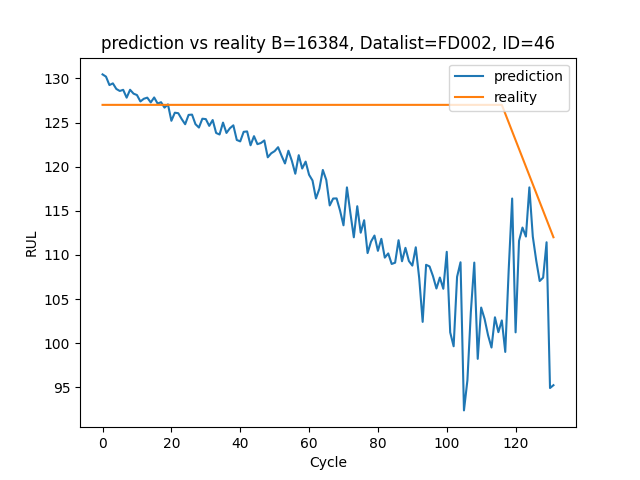 prediction vs reality B=16384, Datalist=FD002, ID=46
prediction
reality
130
125
120
115
110
105
100
95
RUL
0 20 40 60 80 100 120
Cycle